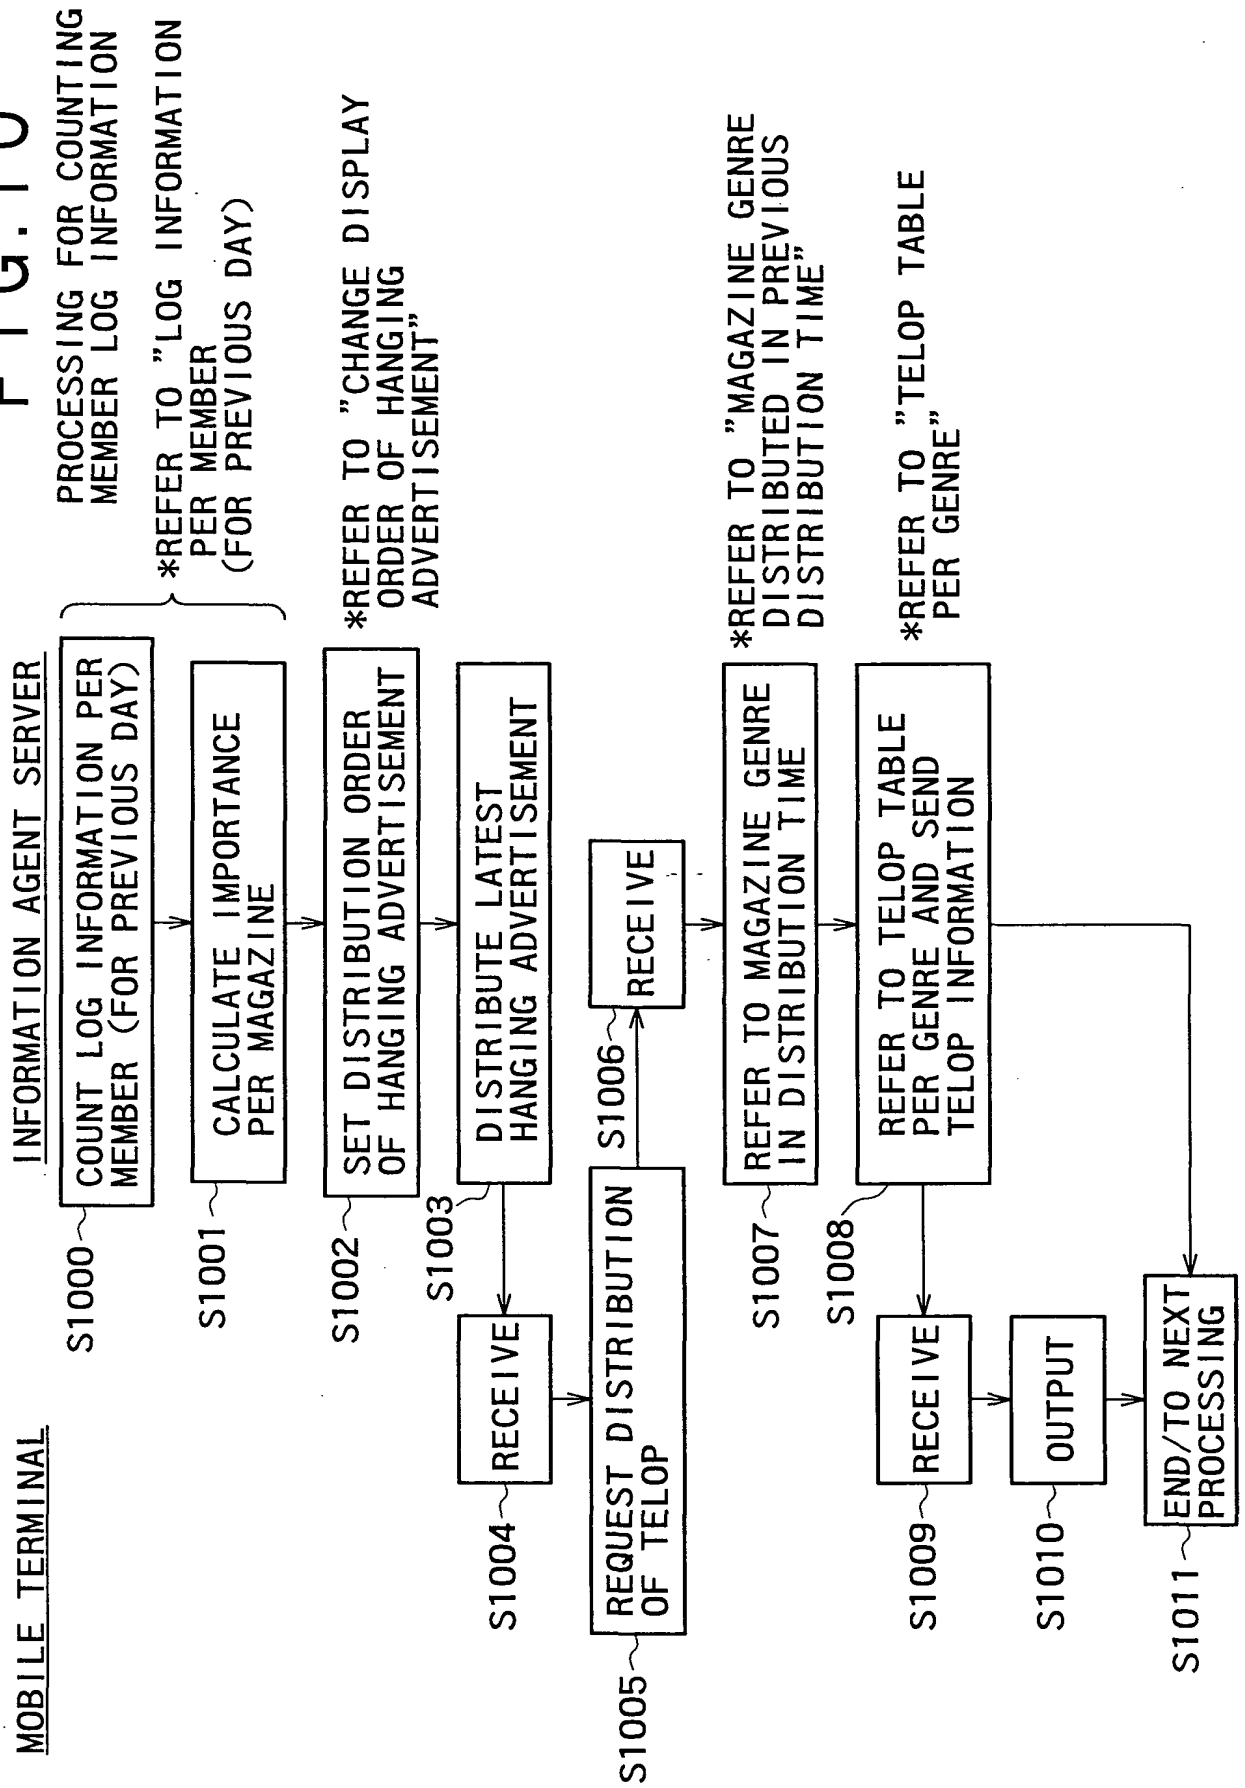 FIG.10
PROCESSING FOR COUNTING
MEMBER LOG INFORMATION
MOBILE TERMINAL
INFORMATION AGENT SERVER
S1000
COUNT LOG INFORMATION PER
MEMBER (FOR PREVIOUS DAY)
*REFER TO "LOG INFORMATION
PER MEMBER
(FOR PREVIOUS DAY)
S1001
CALCULATE IMPORTANCE
PER MAGAZINE
S1002
SET DISTRIBUTION ORDER
OF HANGING ADVERTISEMENT
*REFER TO "CHANGE DISPLAY
ORDER OF HANGING
ADVERTISEMENT"
S1003
DISTRIBUTE LATEST
HANGING ADVERTISEMENT
S1004
RECEIVE
S1005
REQUEST DISTRIBUTION
OF TELOP
S1006
RECEIVE
S1007
REFER TO MAGAZINE GENRE
IN DISTRIBUTION TIME
*REFER TO "MAGAZINE GENRE
DISTRIBUTED IN PREVIOUS
DISTRIBUTION TIME"
S1008
REFER TO TELOP TABLE
PER GENRE AND SEND
TELOP INFORMATION
*REFER TO "TELOP TABLE
PER GENRE"
S1009
RECEIVE
S1010
OUTPUT
S1011
END/TO NEXT
PROCESSING